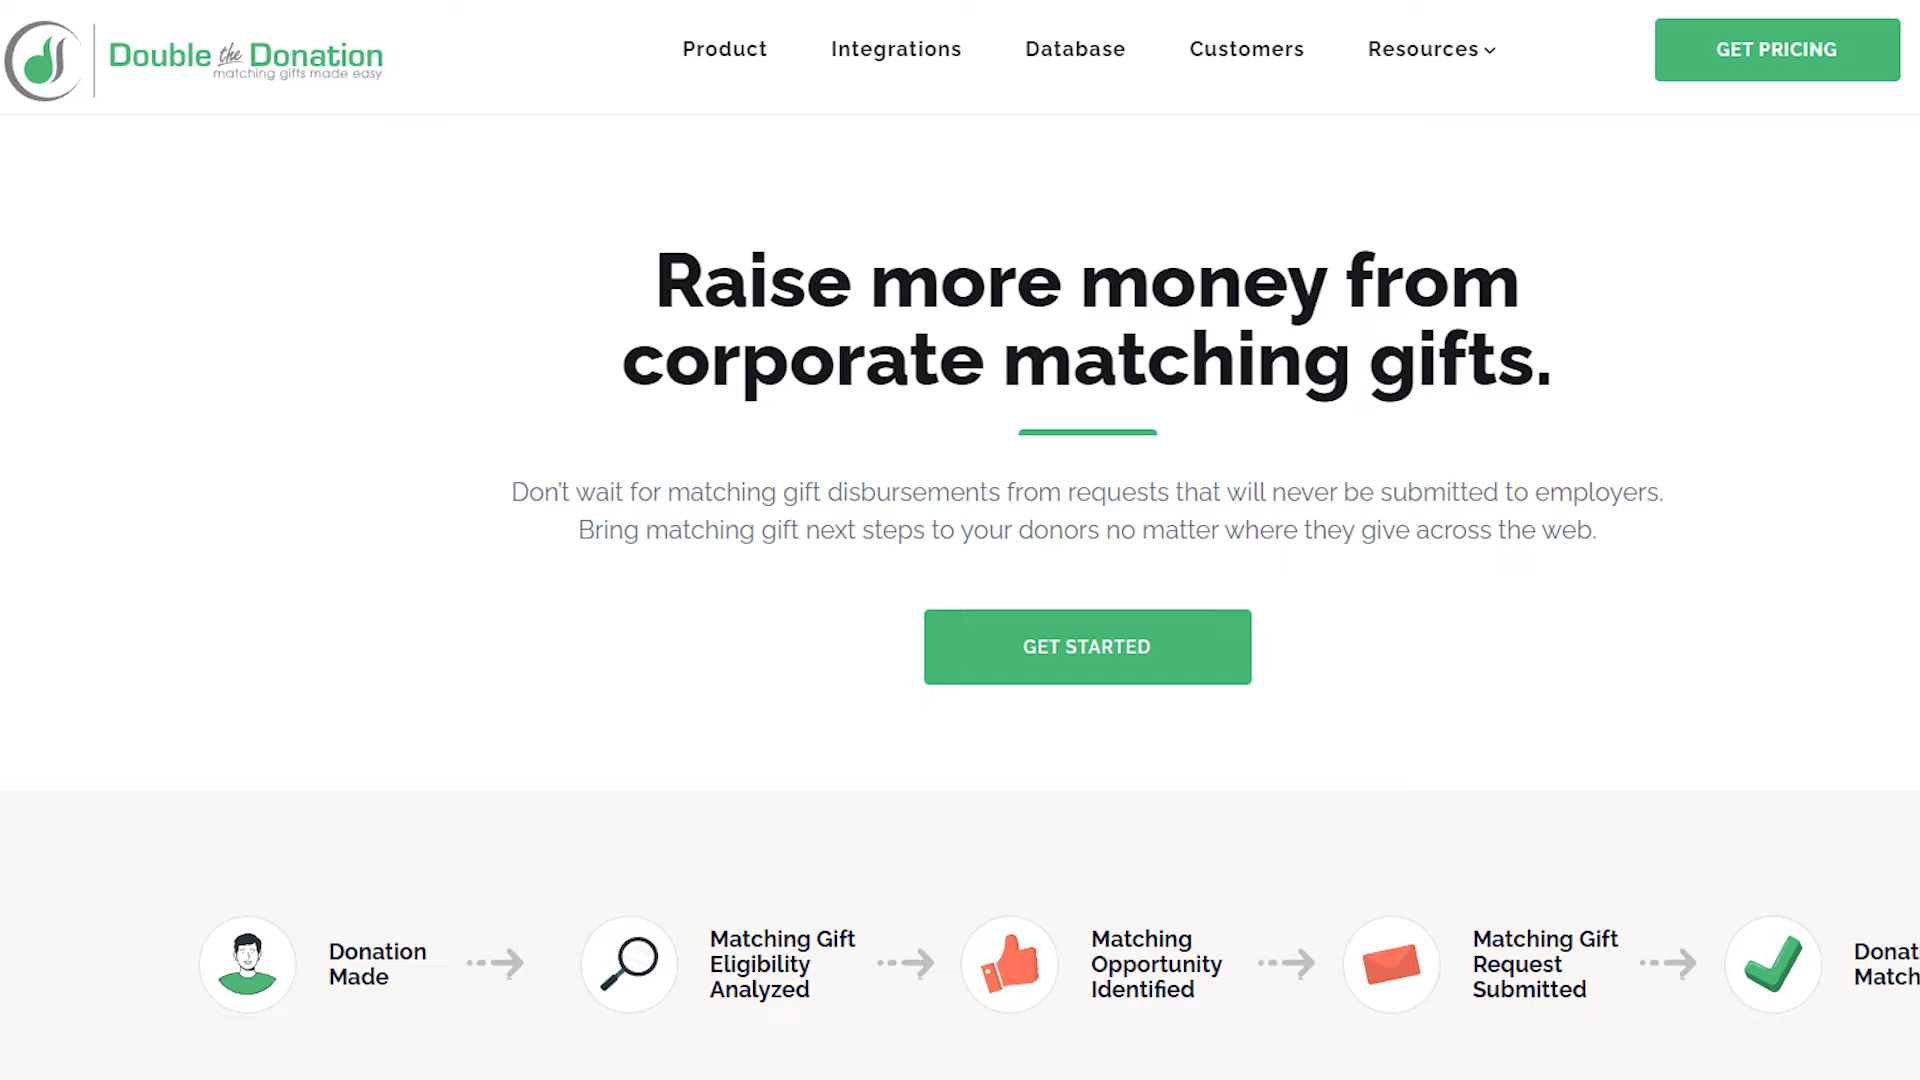 Double the Donation
matching gifts made easy
Product
Integrations
Database
Customers
Resources
GET PRICING
Raise more money from
corporate matching gifts.
Don't wait for matching gift disbursements from requests that will never be submitted to employers.
Bring matching gift next steps to your donors no matter where they give across the web.
GET STARTED
Donation
Made
Matching Gift
Eligibility
Analyzed
Matching
Opportunity
Identified
Matching Gift
Request
Submitted
Donat
Match